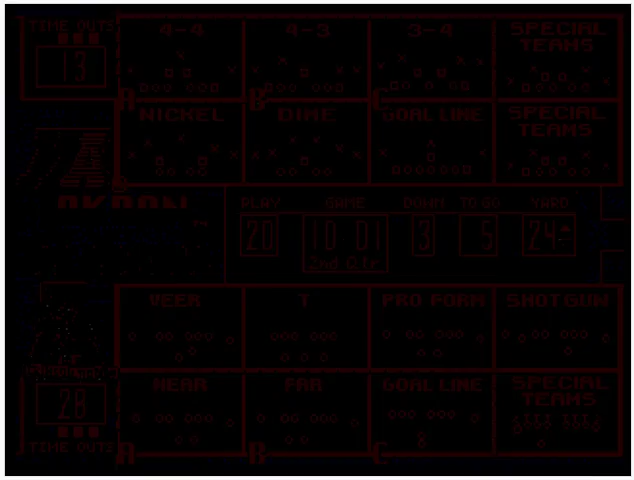 TIME OUTS
13
4-4
4-3
3-4
SPECIAL
TEAMS
A
B
C
NICKEL
DIME
GOAL LINE
SPECIAL
TEAMS
AKRON
PLAY
GAME
DOWN
TO GO
YARD
20
10 01
3
5
24
2nd Qtr
VEER
T
PRO FORM
SHOTGUN
NEAR
FAR
GOAL LINE
SPECIAL
TEAMS
28
TIME OUTS
A
B
C